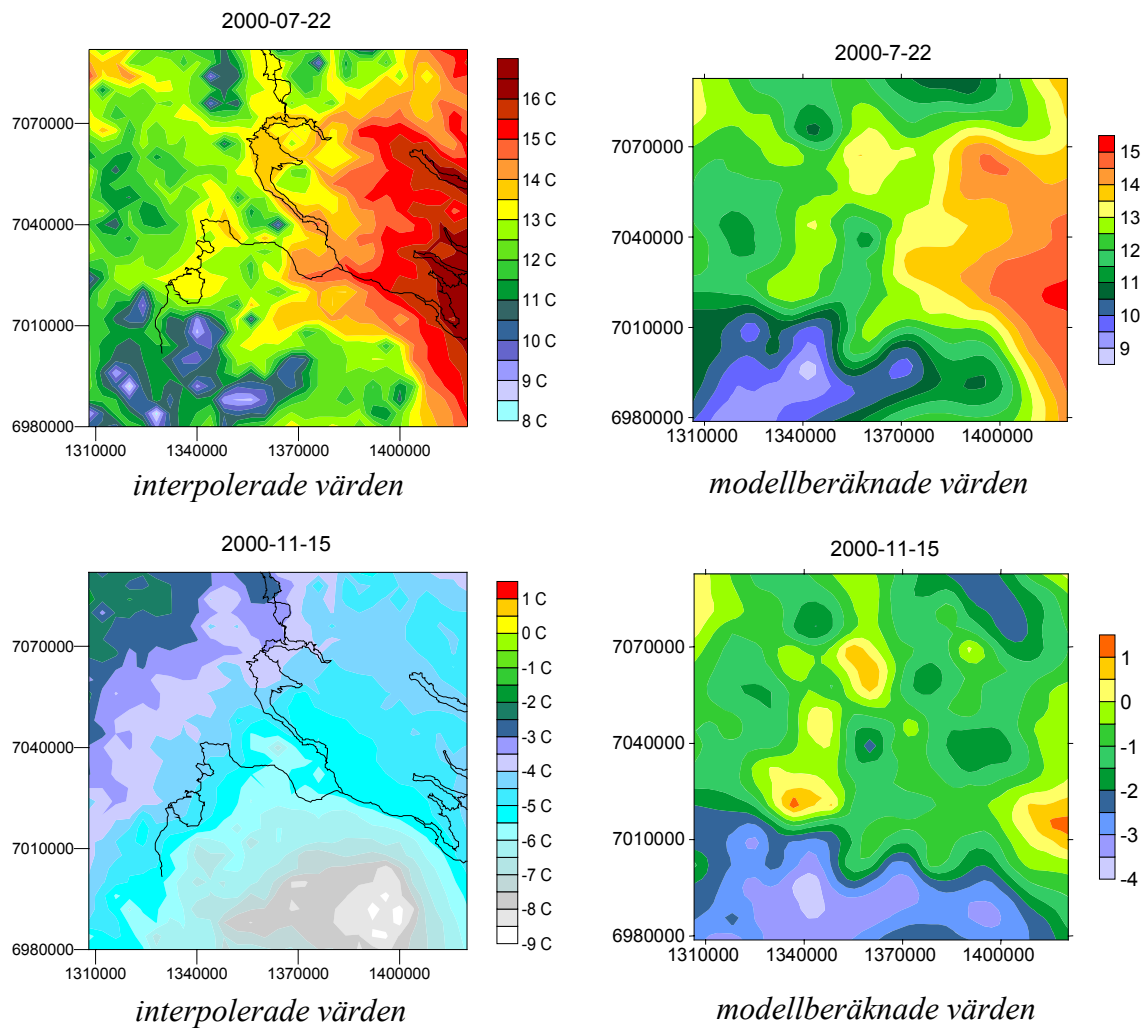 2000-07-22
7070000
7040000
7010000
6980000
1310000
1340000
1370000
1400000
16 C
15 C
14 C
13 C
12 C
11 C
10 C
9 C
8 C
interpolerade värden
2000-7-22
7070000
7040000
7010000
6980000
1310000
1340000
1370000
1400000
15
14
13
12
11
10
9
modellberäknade värden
2000-11-15
7070000
7040000
7010000
6980000
1310000
1340000
1370000
1400000
1 C
0 C
-1 C
-2 C
-3 C
-4 C
-5 C
-6 C
-7 C
-8 C
-9 C
interpolerade värden
2000-11-15
7070000
7040000
7010000
6980000
1310000
1340000
1370000
1400000
1
0
-1
-2
-3
-4
modellberäknade värden